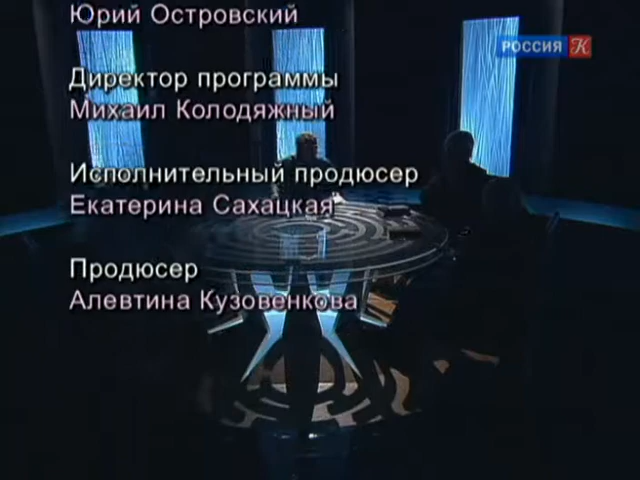 Юрий Островский
РОССИЯ К
Директор программы
Михаил Колодяжный
Исполнительный продюсер
Екатерина Сахацкая
Продюсер
Алевтина Кузовенкова